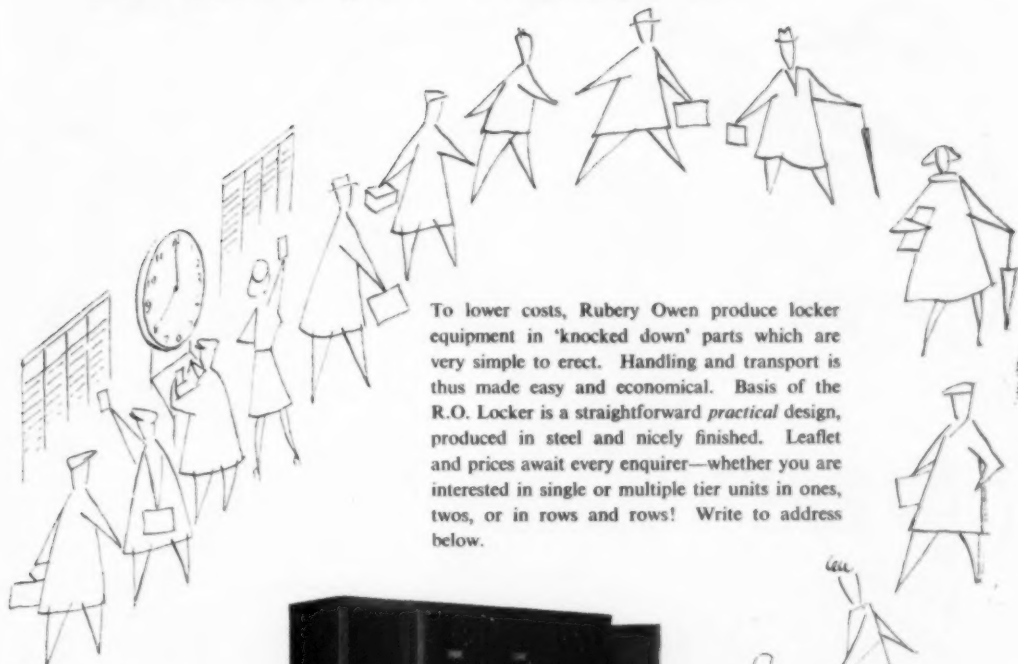 To lower costs, Rubery Owen produce locker
equipment in ‘knocked down’ parts which are
very simple to erect. Handling and transport is
thus made easy and economical. Basis of the
R.O. Locker is a straightforward practical design,
produced in steel and nicely finished. Leaflet
and prices await every enquirer—whether you are
interested in single or multiple tier units in ones,
twos, or in rows and rows! Write to address
below.